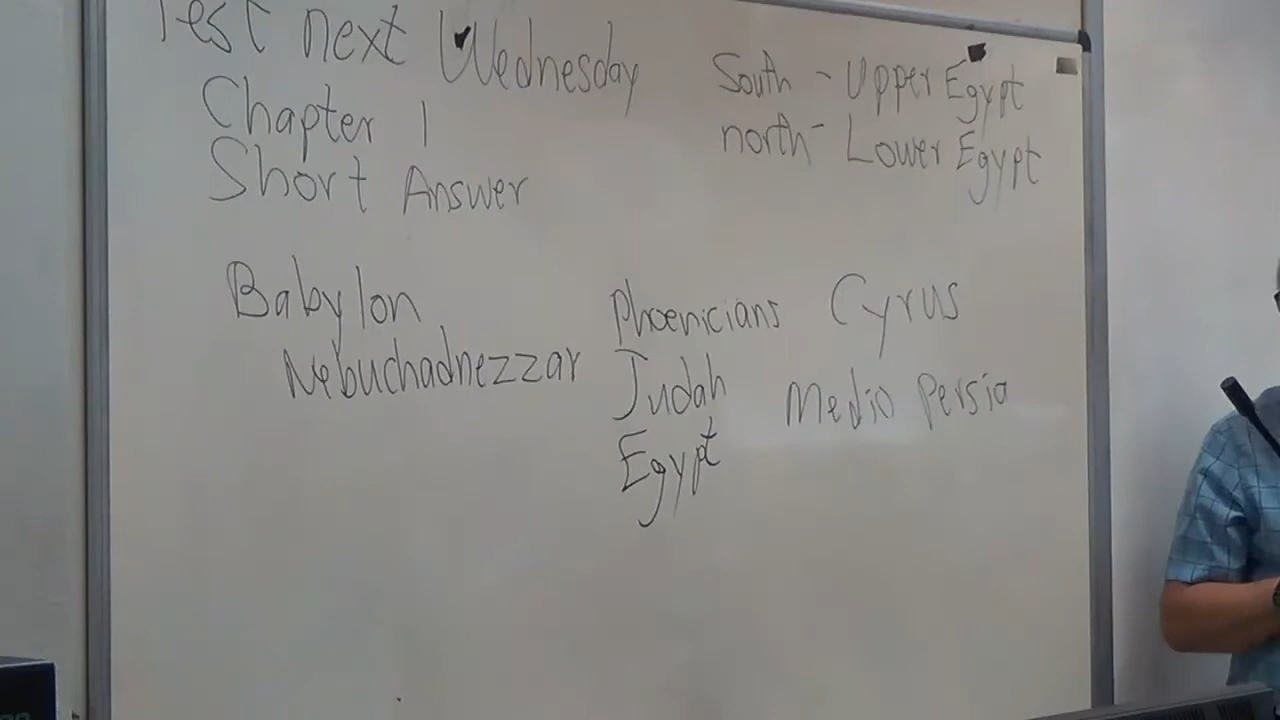 Test next Wednesday
Chapter 1
Short Answer
South - Upper Egypt
north - Lower Egypt
Babylon
Nebuchadnezzar
Phoenicians
Judah
Egypt
Cyrus
Medio Persia